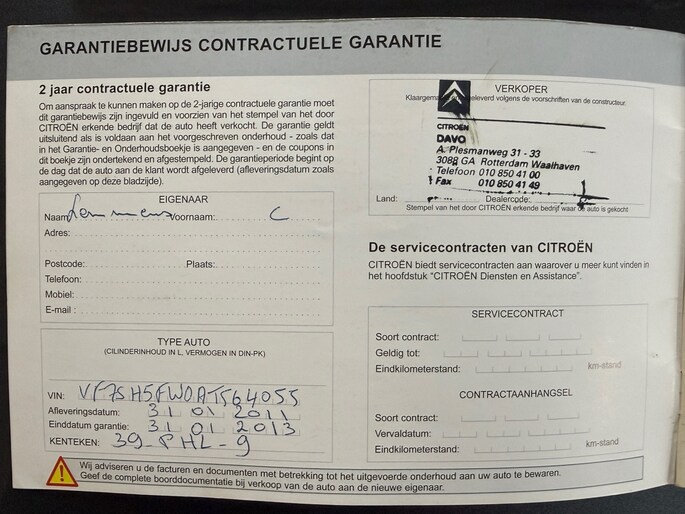 GARANTIEBEWIJS CONTRACTUELE GARANTIE
2 jaar contractuele garantie
Om aanspraak te kunnen maken op de 2-jarige contractuele garantie moet
dit garantiebewijs zijn ingevuld en voorzien van het stempel van het door
CITROËN erkende bedrijf dat de auto heeft verkocht. De garantie geldt
uitsluitend als is voldaan aan het voorgeschreven onderhoud - zoals dat
in het Garantie- en Onderhoudsboekje is aangegeven - en de coupons in
dit boekje zijn ondertekend en afgestempeld. De garantieperiode begint op
de dag dat de auto aan de klant wordt afgeleverd (afleveringsdatum zoals
aangegeven op deze bladzijde).
EIGENAAR
Naam: Lemmens Voornaam: C
Adres:
Postcode: Plaats:
Telefoon:
Mobiel:
E-mail :
TYPE AUTO
(CILINDERINHOUD IN L, VERMOGEN IN DIN-PK)
VIN: VF7SH5FW0AT564055
Afleveringsdatum: 31 01 2011
Einddatum garantie: 31 01 2013
KENTEKEN: 39-PHL-9
VERKOPER
eleverd volgens de voorschriften van de constructeur.
CITROËN
DAVO
A. Plesmanweg 31 - 33
3088 GA Rotterdam Waalhaven
Telefoon 010 850 41 00
Fax 010 850 41 49
Land: Dealercode:
Stempel van het door CITROËN erkende bedrijf waar de auto is gekocht
De servicecontracten van CITROËN
CITROËN biedt servicecontracten aan waarover u meer kunt vinden in
het hoofdstuk “CITROËN Diensten en Assistance”.
SERVICECONTRACT
Soort contract:
Geldig tot:
Eindkilometerstand: km-stand
CONTRACTAANHANGSEL
Soort contract:
Vervaldatum:
Eindkilometerstand: km-stand
Wij adviseren u de facturen en documenten met betrekking tot het uitgevoerde onderhoud aan uw auto te bewaren.
Geef de complete boorddocumentatie bij verkoop van de auto aan de nieuwe eigenaar.